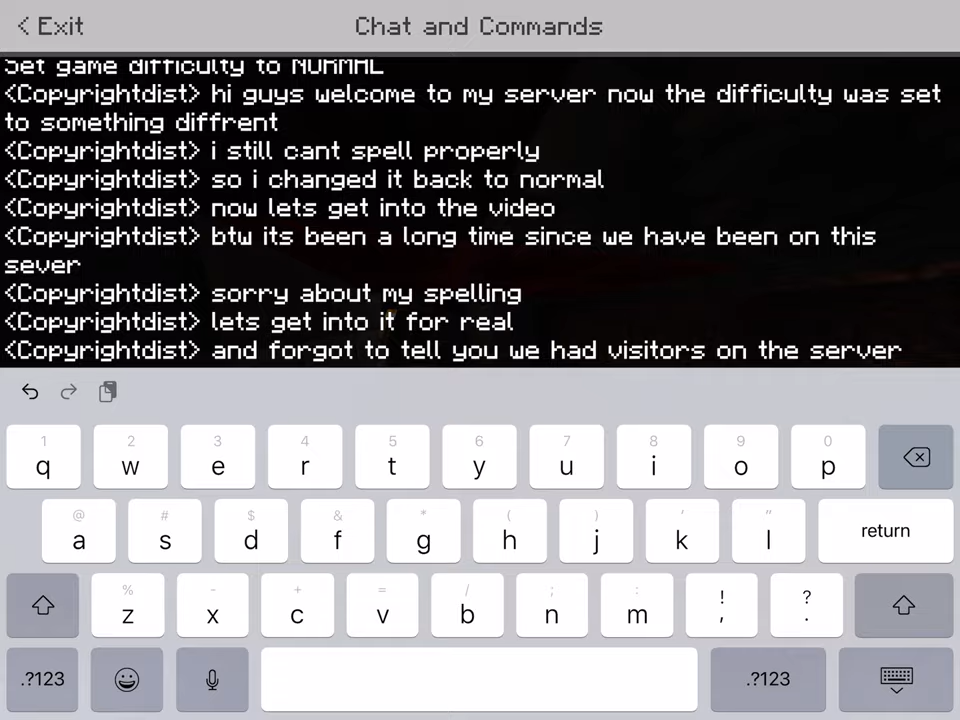 < Exit
Chat and Commands
Set game difficulty to NORMAL
<Copyrightdist> hi guys welcome to my server now the difficulty was set
to something diffrent
<Copyrightdist> i still cant spell properly
<Copyrightdist> so i changed it back to normal
<Copyrightdist> now lets get into the video
<Copyrightdist> btw its been a long time since we have been on this
sever
<Copyrightdist> sorry about my spelling
<Copyrightdist> lets get into it for real
<Copyrightdist> and forgot to tell you we had visitors on the server
1 2 3 4 5 6 7 8 9 0
q w e r t y u i o p
@ # $ & * ( ) ' "
a s d f g h j k l return
% - + = / ; : ! ?
z x c v b n m , .
.?123 .?123